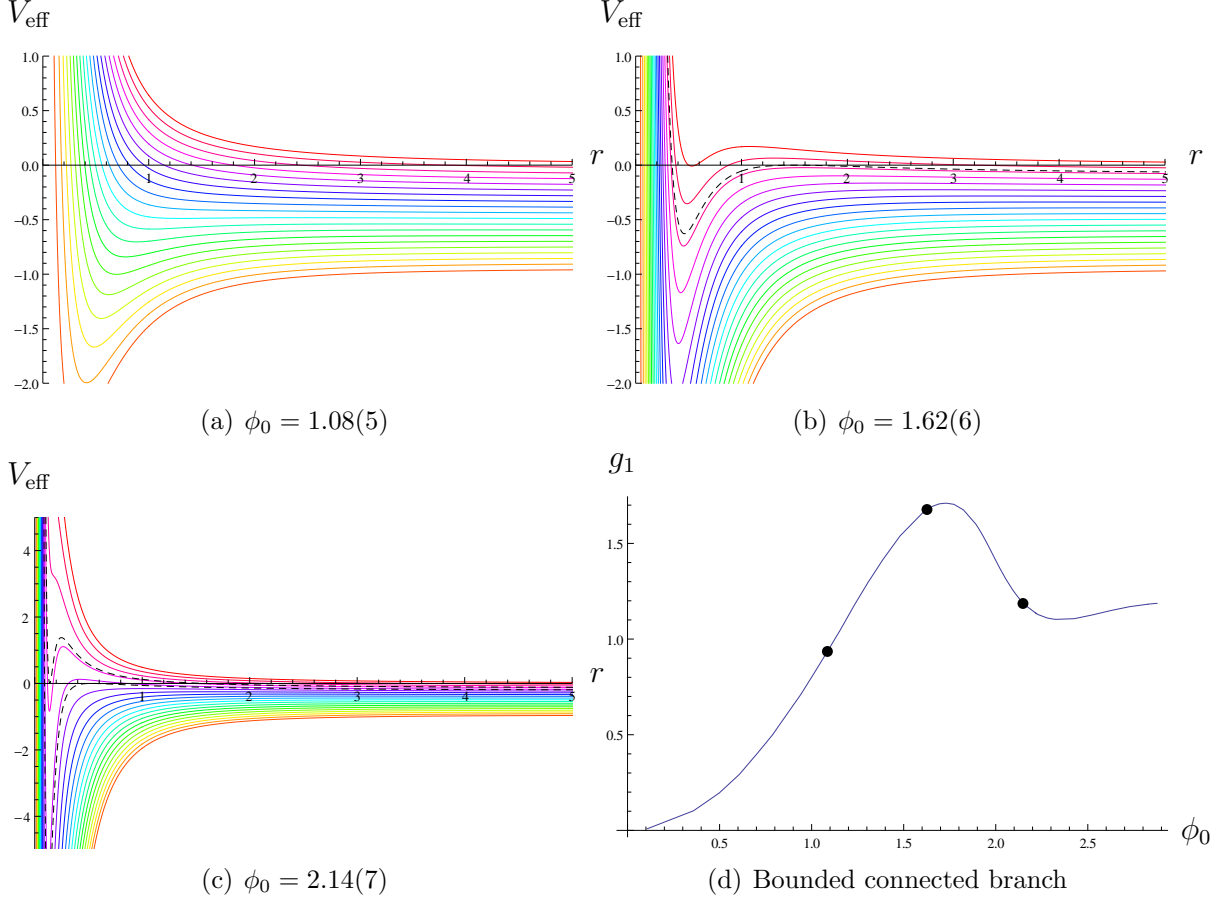 V_eff
1.0
0.5
0.0
−0.5
−1.0
−1.5
−2.0
1 2 3 4 5
r
(a) ϕ_0 = 1.08(5)
V_eff
1.0
0.5
0.0
−0.5
−1.0
−1.5
−2.0
1 2 3 4 5
r
(b) ϕ_0 = 1.62(6)
V_eff
4
2
0
−2
−4
1 2 3 4 5
r
(c) ϕ_0 = 2.14(7)
g_1
1.5
1.0
0.5
0.5 1.0 1.5 2.0 2.5
ϕ_0
(d) Bounded connected branch